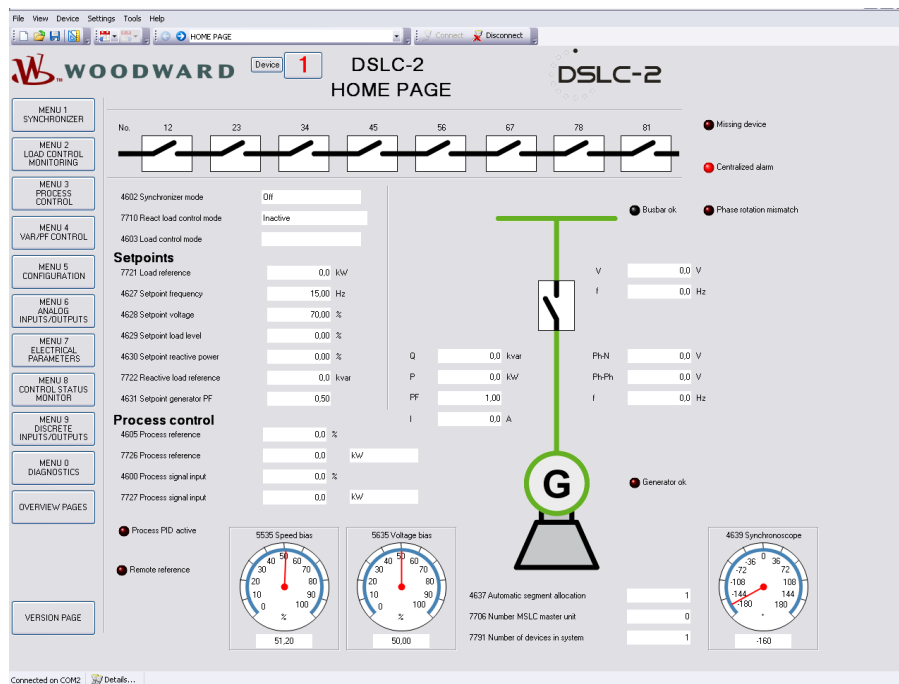 File View Device Settings Tools Help
HOME PAGE Connect Disconnect
WOODWARD Device 1 DSLC-2 HOME PAGE DSLC-2
MENU 1 SYNCHRONIZER
MENU 2 LOAD CONTROL MONITORING
MENU 3 PROCESS CONTROL
MENU 4 VAR/PF CONTROL
MENU 5 CONFIGURATION
MENU 6 ANALOG INPUTS/OUTPUTS
MENU 7 ELECTRICAL PARAMETERS
MENU 8 CONTROL STATUS MONITOR
MENU 9 DISCRETE INPUTS/OUTPUTS
MENU 0 DIAGNOSTICS
OVERVIEW PAGES
VERSION PAGE
No. 12 23 34 45 56 67 78 81
Missing device
Centralized alarm
Busbar ok
Phase rotation mismatch
4602 Synchronizer mode Off
7710 React load control mode Inactive
4603 Load control mode
Setpoints
7721 Load reference 0,0 kW
4627 Setpoint frequency 15,00 Hz
4628 Setpoint voltage 70,00 %
4629 Setpoint load level 0,00 %
4630 Setpoint reactive power 0,00 %
7722 Reactive load reference 0,0 kvar
4631 Setpoint generator PF 0,50
Process control
4605 Process reference 0,0 %
7726 Process reference 0,0 kW
4600 Process signal input 0,0 %
7727 Process signal input 0,0 kW
V 0,0 V
f 0,0 Hz
Q 0,0 kvar
P 0,0 kW
PF 1,00
I 0,0 A
Ph-N 0,0 V
Ph-Ph 0,0 V
f 0,0 Hz
G
Generator ok
Process PID active
Remote reference
5535 Speed bias
0 10 20 30 40 50 60 70 80 90 100
%
51,20
5635 Voltage bias
0 10 20 30 40 50 60 70 80 90 100
%
50,00
4637 Automatic segment allocation 1
7706 Number MSLC master unit 0
7791 Number of devices in system 1
4639 Synchronoscope
-180 -144 -108 -72 -36 0 36 72 108 144 180
°
-160
Connected on COM2 Details...